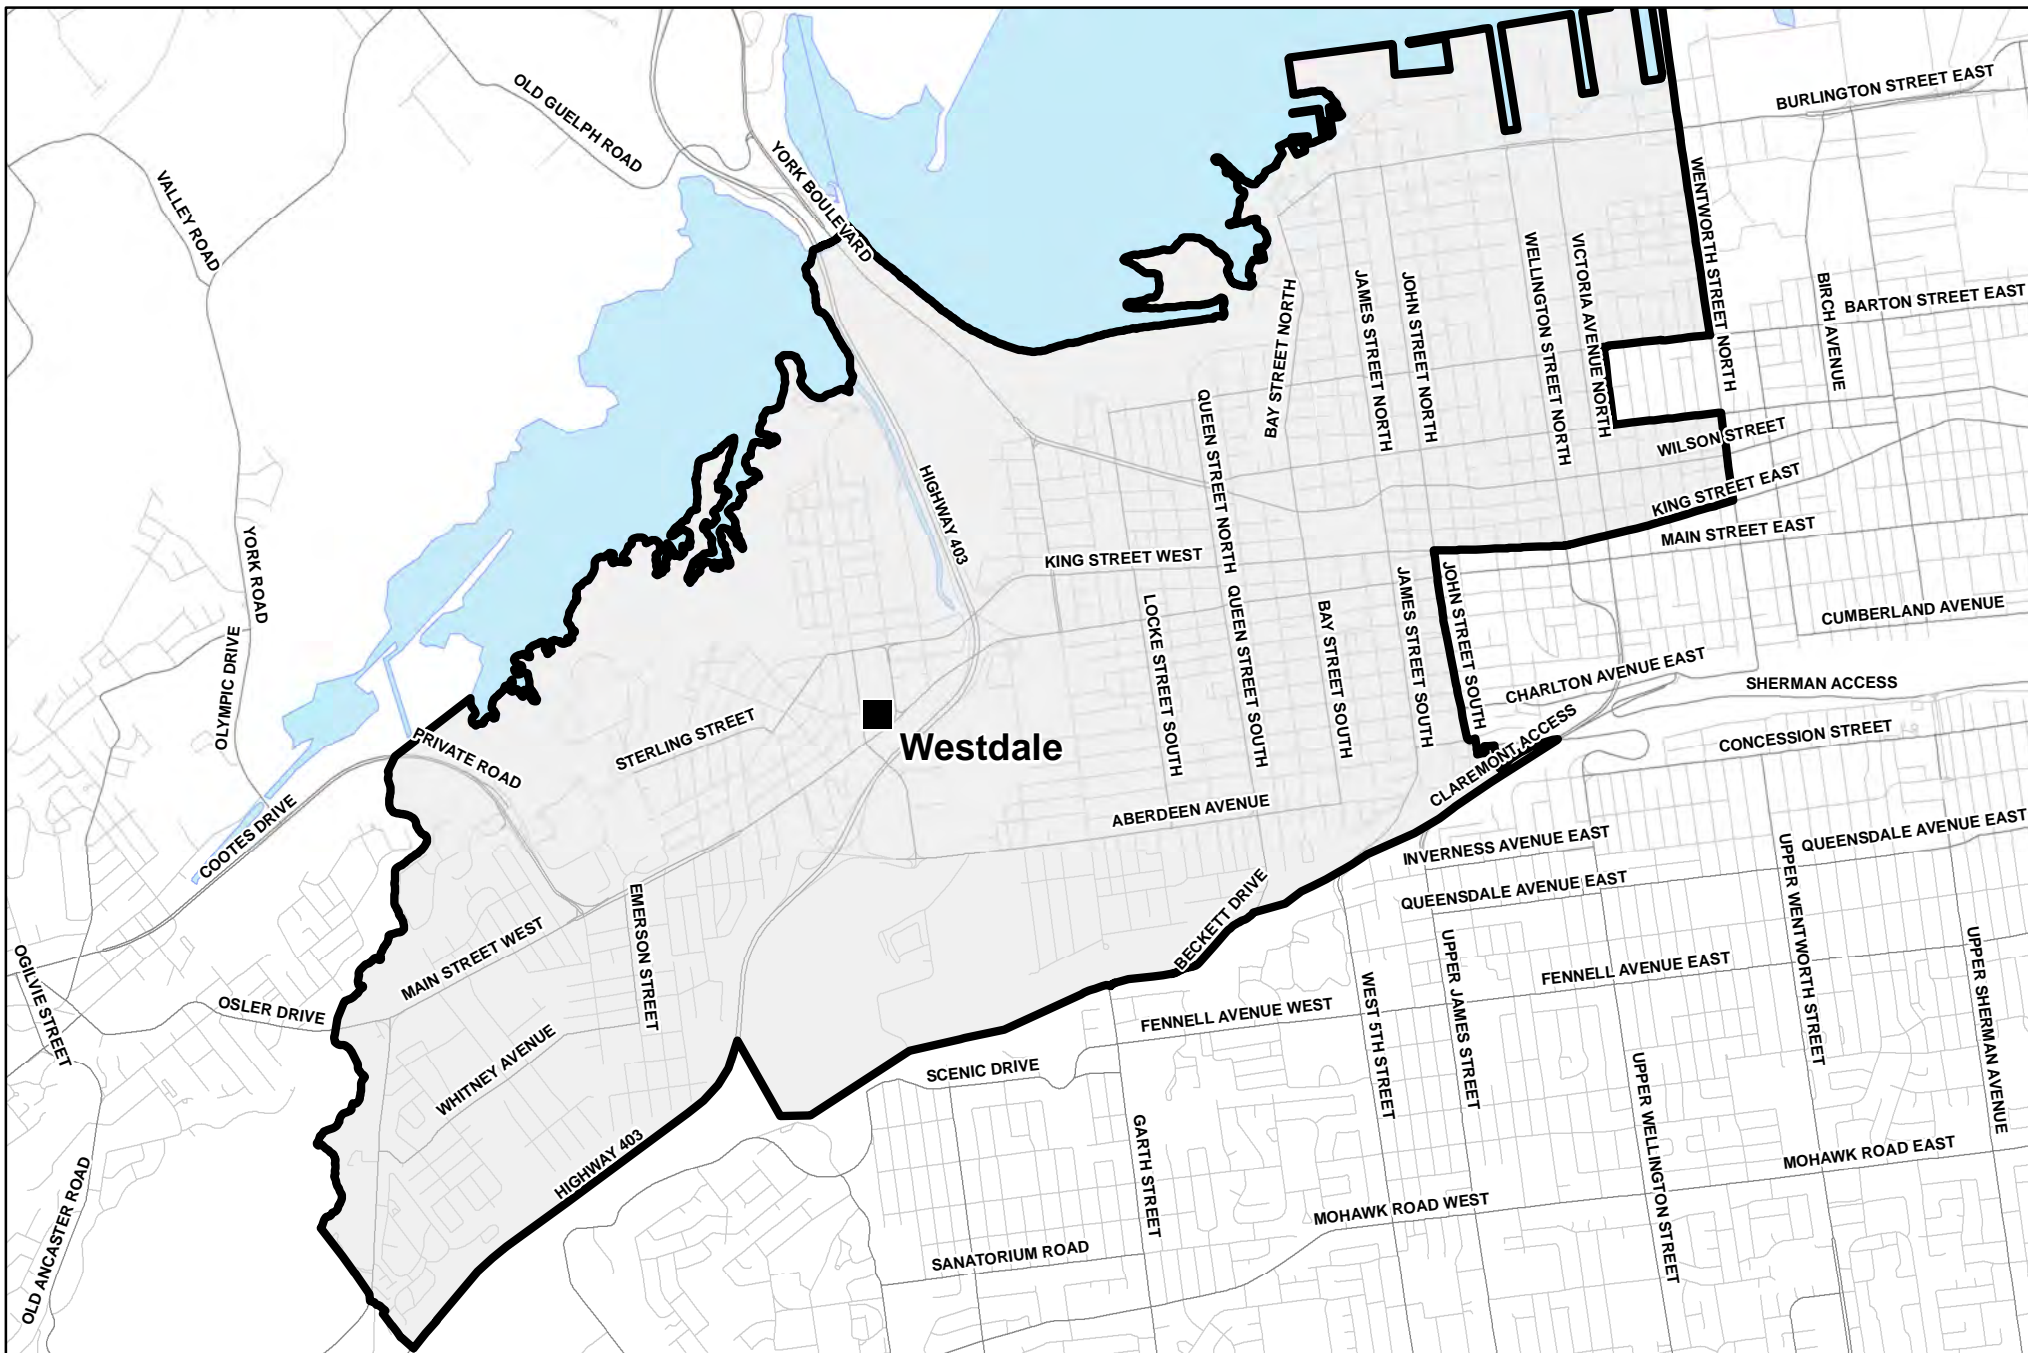 OLD GUELPH ROAD
BURLINGTON STREET EAST
YORK BOULEVARD
VALLEY ROAD
WENTWORTH STREET NORTH
WELLINGTON STREET NORTH
VICTORIA AVENUE NORTH
JAMES STREET NORTH
JOHN STREET NORTH
BIRCH AVENUE
BARTON STREET EAST
BAY STREET NORTH
QUEEN STREET NORTH
WILSON STREET
HIGHWAY 403
KING STREET EAST
MAIN STREET EAST
YORK ROAD
KING STREET WEST
JOHN STREET SOUTH
JAMES STREET SOUTH
LOCKE STREET SOUTH
QUEEN STREET SOUTH
BAY STREET SOUTH
CUMBERLAND AVENUE
OLYMPIC DRIVE
CHARLTON AVENUE EAST
SHERMAN ACCESS
STERLING STREET
Westdale
PRIVATE ROAD
CLAREMONT ACCESS
CONCESSION STREET
COOTES DRIVE
ABERDEEN AVENUE
INVERNESS AVENUE EAST
QUEENSDALE AVENUE EAST
QUEENSDALE AVENUE EAST
UPPER WENTWORTH STREET
EMERSON STREET
BECKETT DRIVE
MAIN STREET WEST
OGILVIE STREET
OSLER DRIVE
UPPER JAMES STREET
FENNELL AVENUE EAST
UPPER SHERMAN AVENUE
WEST 5TH STREET
FENNELL AVENUE WEST
WHITNEY AVENUE
SCENIC DRIVE
UPPER WELLINGTON STREET
GARTH STREET
HIGHWAY 403
MOHAWK ROAD EAST
OLD ANCASTER ROAD
MOHAWK ROAD WEST
SANATORIUM ROAD